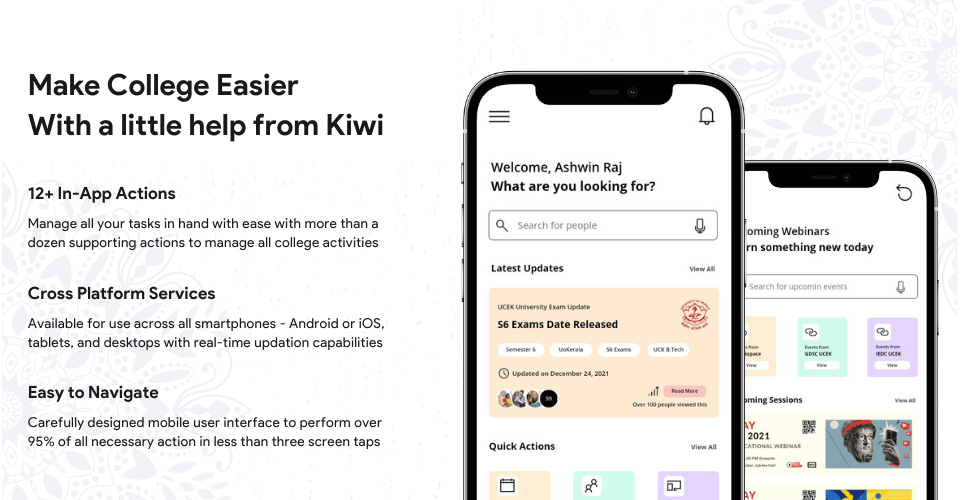 Make College Easier
With a little help from Kiwi
12+ In-App Actions
Manage all your tasks in hand with ease with more than a
dozen supporting actions to manage all college activities
Cross Platform Services
Available for use across all smartphones - Android or iOS,
tablets, and desktops with real-time updation capabilities
Easy to Navigate
Carefully designed mobile user interface to perform over
95% of all necessary action in less than three screen taps
Welcome, Ashwin Raj
What are you looking for?
Search for people
Latest Updates
View All
UCEK University Exam Update
S6 Exams Date Released
Semester 6
UoKerala
S6 Exams
UCK B.Tech
Updated on December 24, 2021
99
Read More
Over 100 people viewed this
Quick Actions
View All
oming Webinars
rn something new today
Search for upcomin events
s from
kspace
View
Events from
GDSC UCEK
View
Events from
IEDC UCEK
View
oming Sessions
View All
AY
2021
CATIONAL WEBINAR
AY